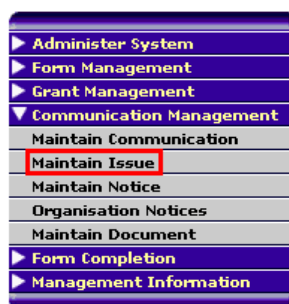 Administer System
Form Management
Grant Management
Communication Management
Maintain Communication
Maintain Issue
Maintain Notice
Organisation Notices
Maintain Document
Form Completion
Management Information